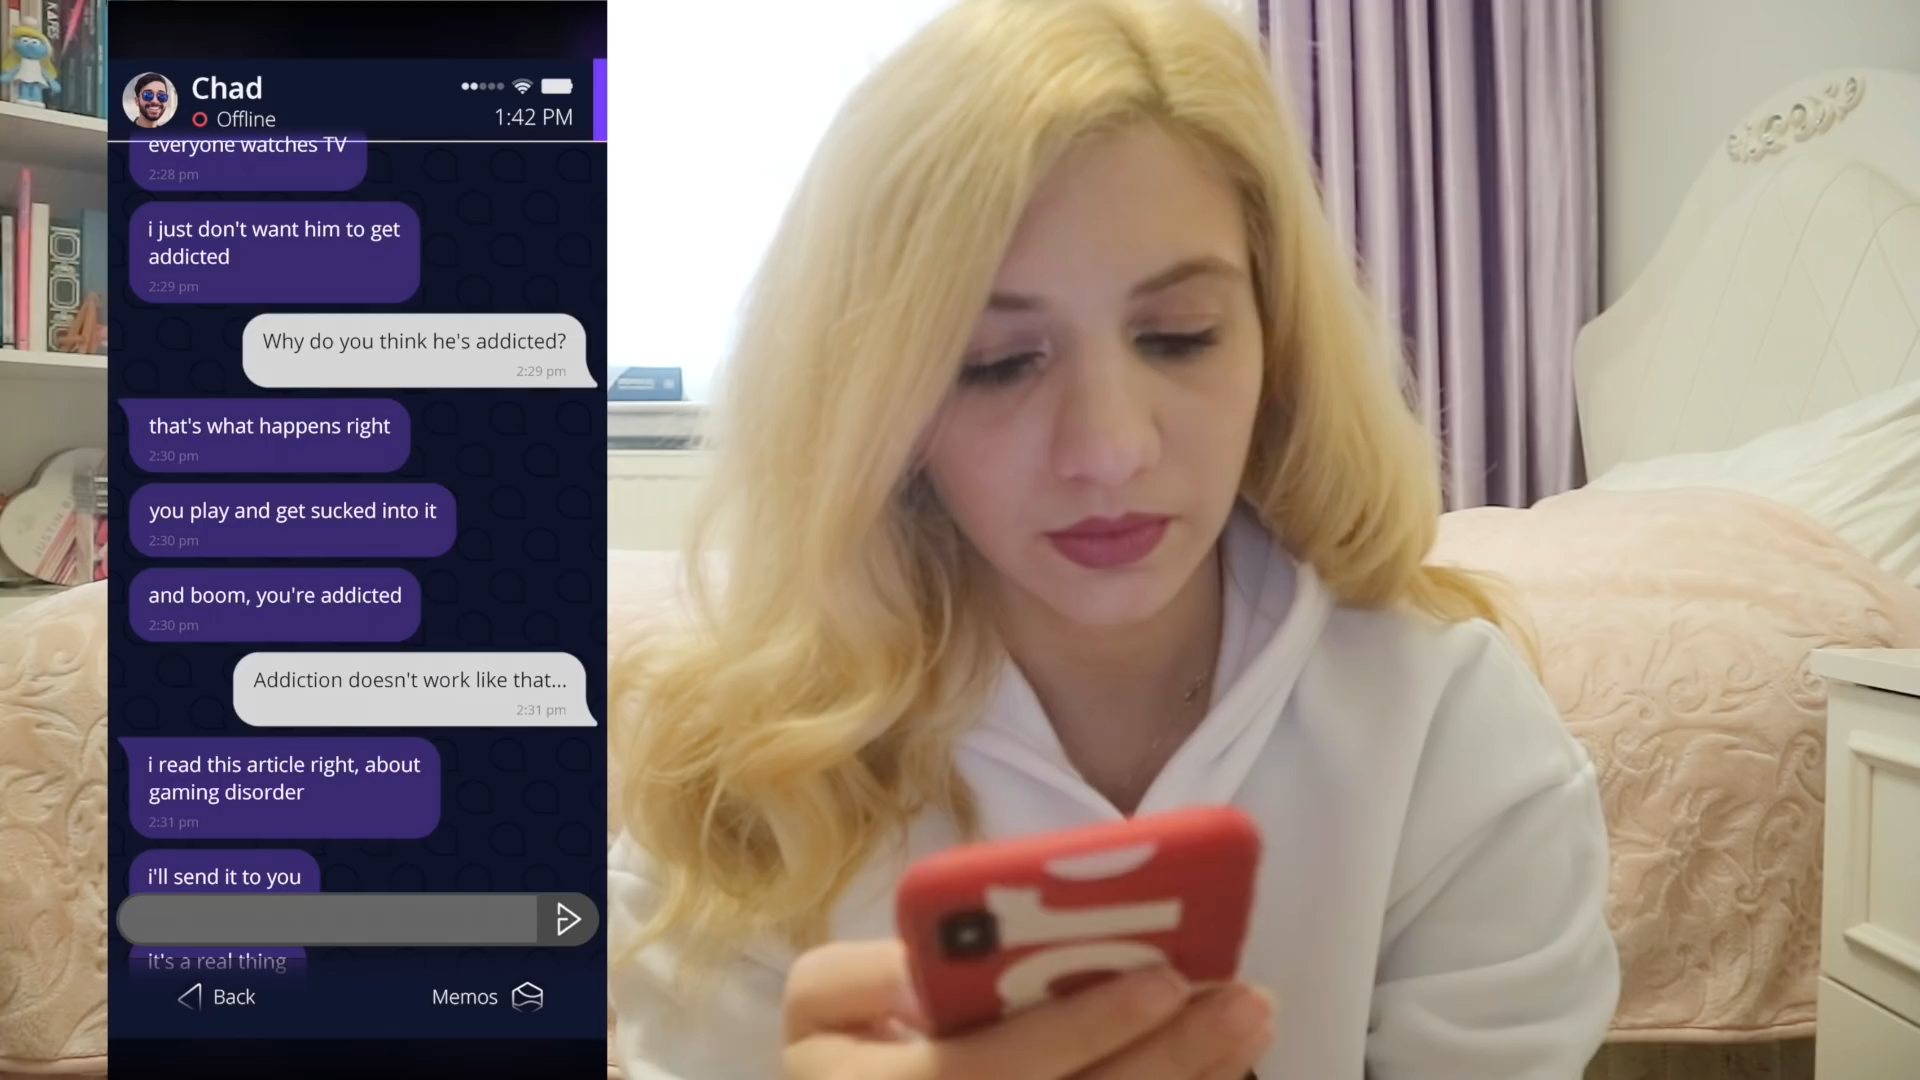 Chad
Offline
1:42 PM
everyone watches TV
2:28 pm
i just don't want him to get
addicted
2:29 pm
Why do you think he's addicted?
2:29 pm
that's what happens right
2:30 pm
you play and get sucked into it
2:30 pm
and boom, you're addicted
2:30 pm
Addiction doesn't work like that...
2:31 pm
i read this article right, about
gaming disorder
2:31 pm
i'll send it to you
it's a real thing
Back
Memos